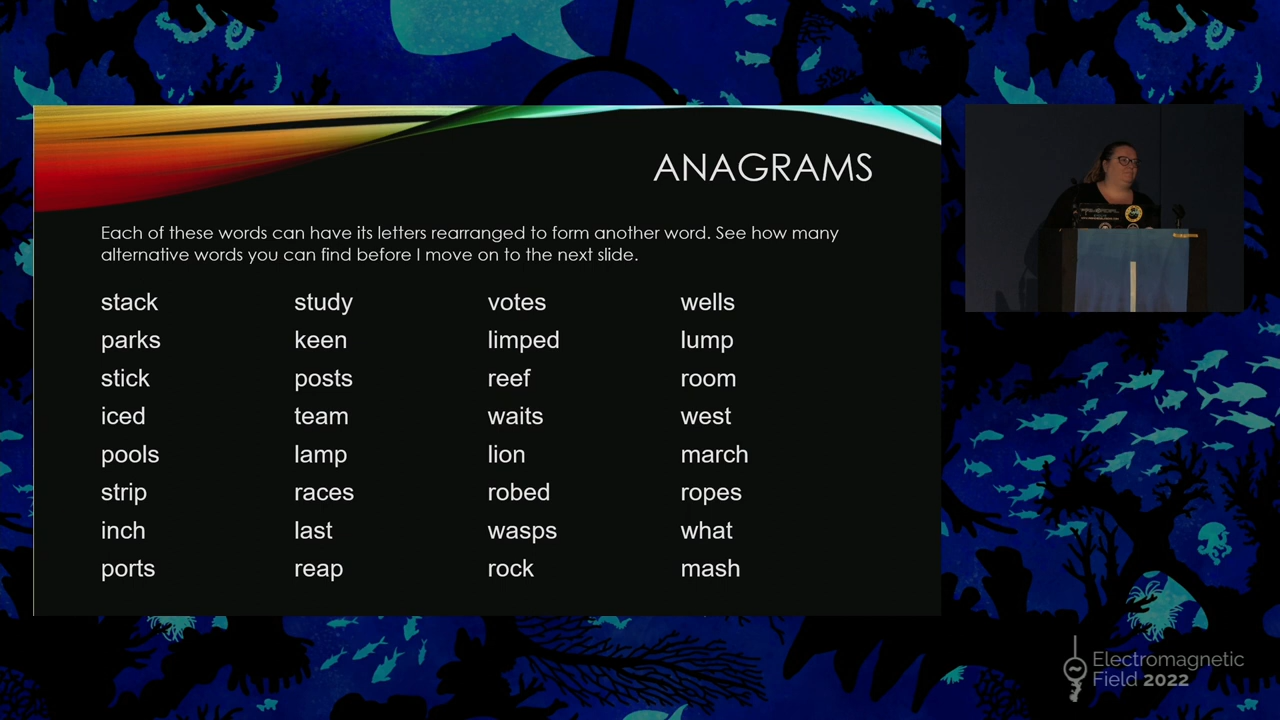 ANAGRAMS
Each of these words can have its letters rearranged to form another word. See how many
alternative words you can find before I move on to the next slide.
stack study votes wells
parks keen limped lump
stick posts reef room
iced team waits west
pools lamp lion march
strip races robed ropes
inch last wasps what
ports reap rock mash
Electromagnetic
Field 2022